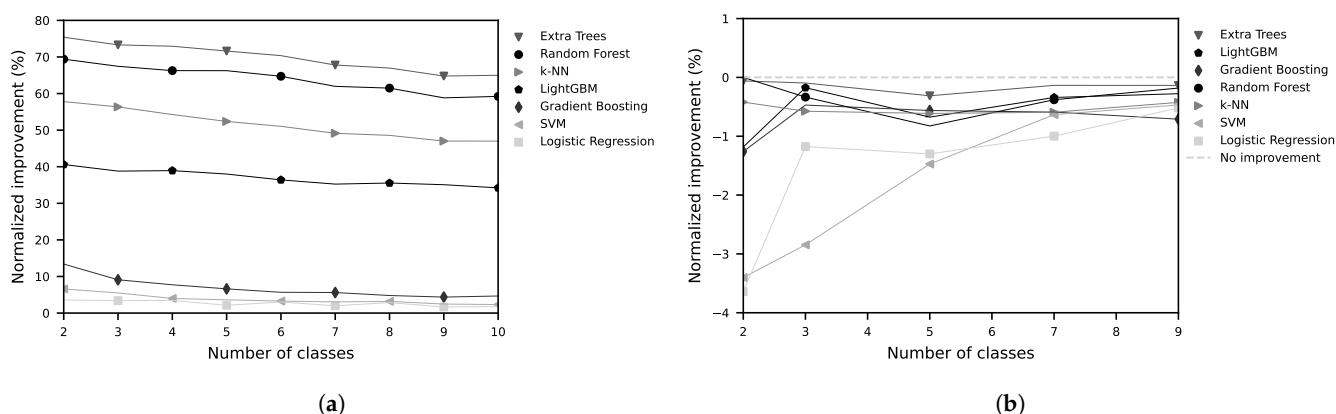 Normalized improvement (%)
80
70
60
50
40
30
20
10
0
2 3 4 5 6 7 8 9 10
Number of classes
Extra Trees
Random Forest
k-NN
LightGBM
Gradient Boosting
SVM
Logistic Regression
(a)
Normalized improvement (%)
1
0
−1
−2
−3
−4
2 3 4 5 6 7 8 9
Number of classes
Extra Trees
LightGBM
Gradient Boosting
Random Forest
k-NN
SVM
Logistic Regression
No improvement
(b)